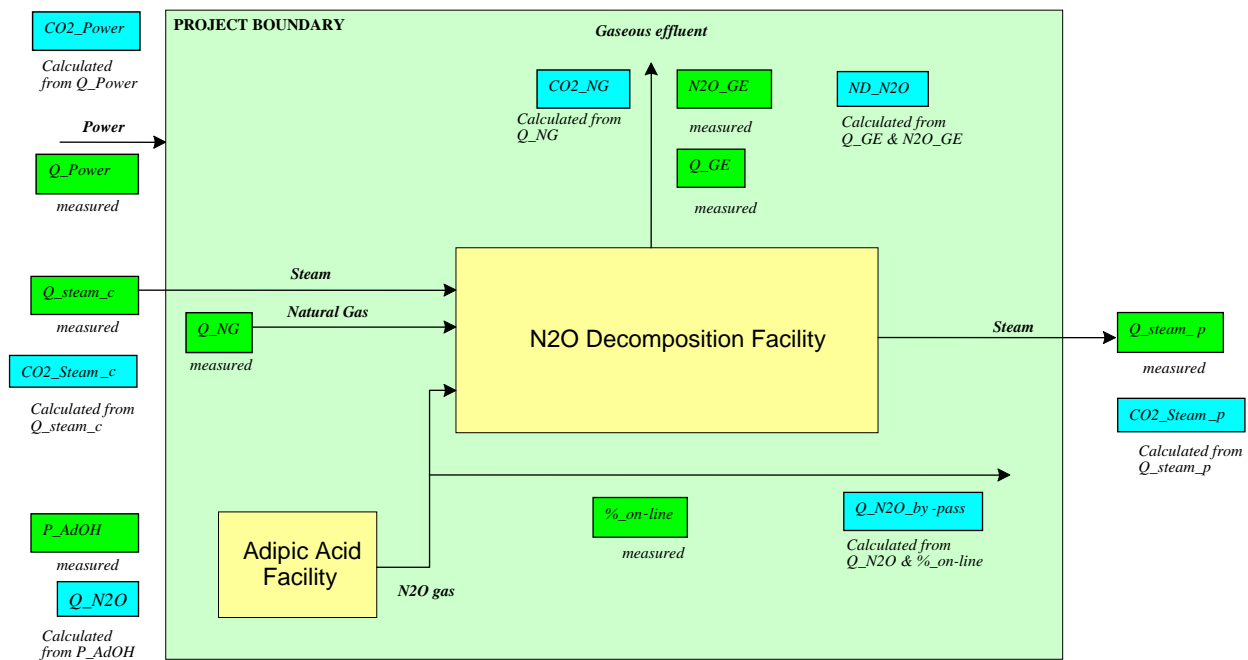 CO2_Power
Calculated
from Q_Power
Power
Q_Power
measured
PROJECT BOUNDARY
Gaseous effluent
CO2_NG
Calculated from
Q_NG
N2O_GE
measured
Q_GE
measured
ND_N2O
Calculated from
Q_GE & N2O_GE
Q_steam_c
measured
Steam
Natural Gas
Q_NG
measured
N2O Decomposition Facility
Steam
Q_steam_p
measured
CO2_Steam_c
Calculated from
Q_steam_c
CO2_Steam_p
Calculated from
Q_steam_p
P_AdOH
measured
Q_N2O
Calculated
from P_AdOH
Adipic Acid
Facility
N2O gas
%_on-line
measured
Q_N2O_by-pass
Calculated from
Q_N2O & %_on-line